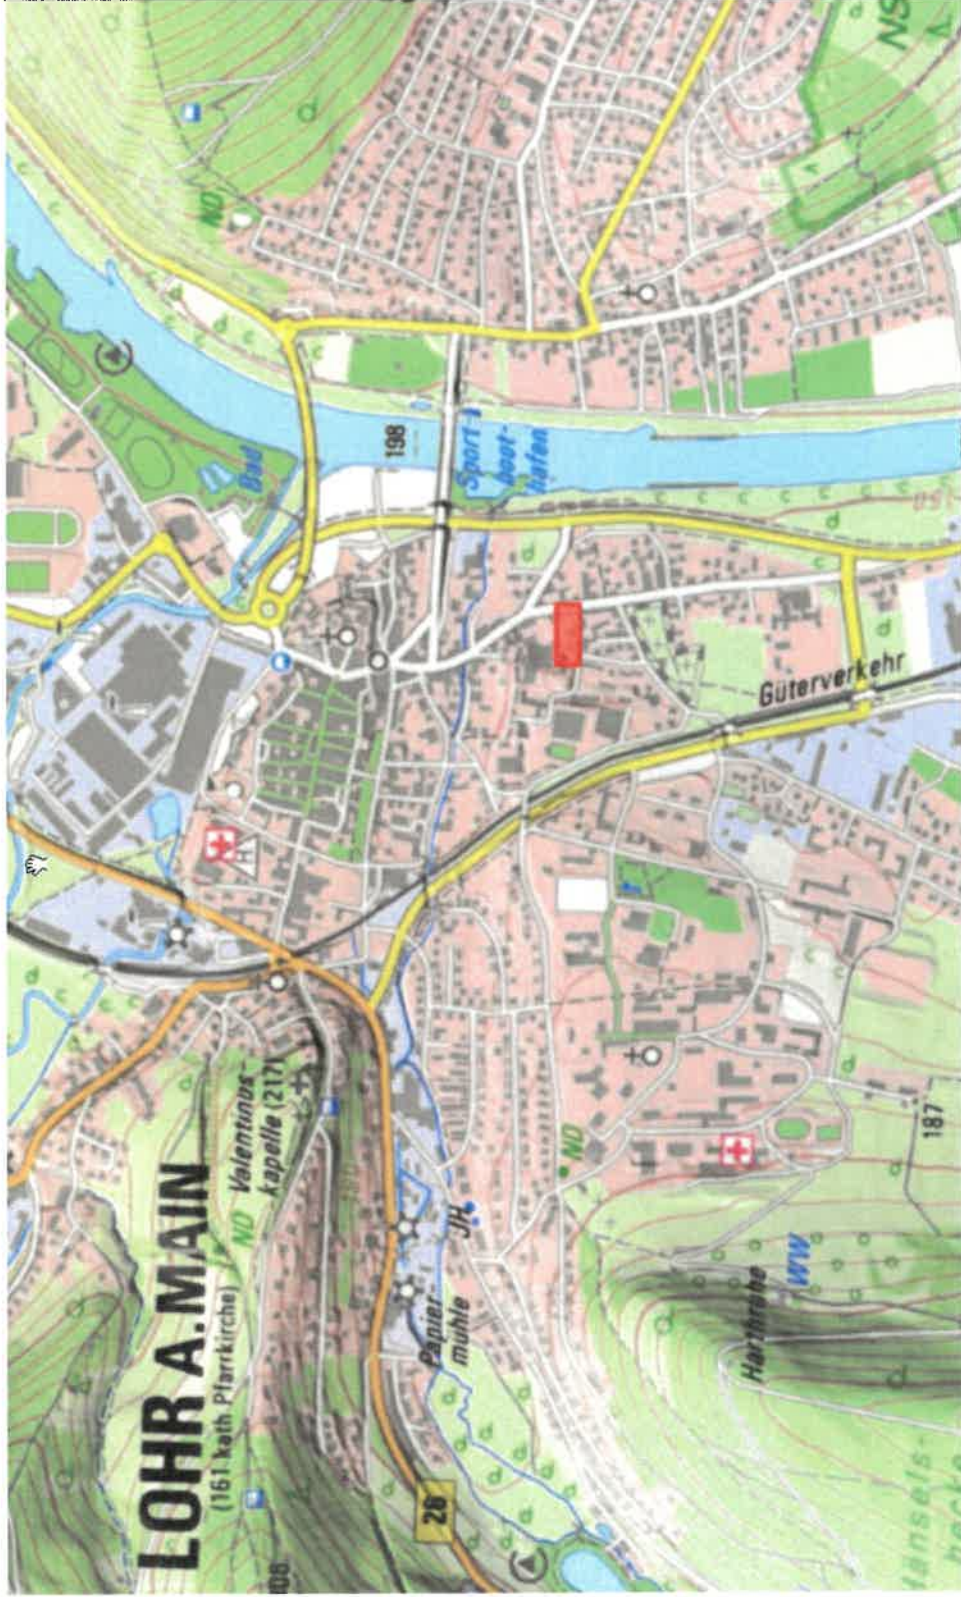 LOHR A.MAIN
(161 kath Pfarrkirche)
ND
Valentinus-
kapelle (217)
ND
Bad
198
Sport-
boot-
hafen
NS
Güterverkehr
ND
JH
Papier-
mühle
26
WW
187